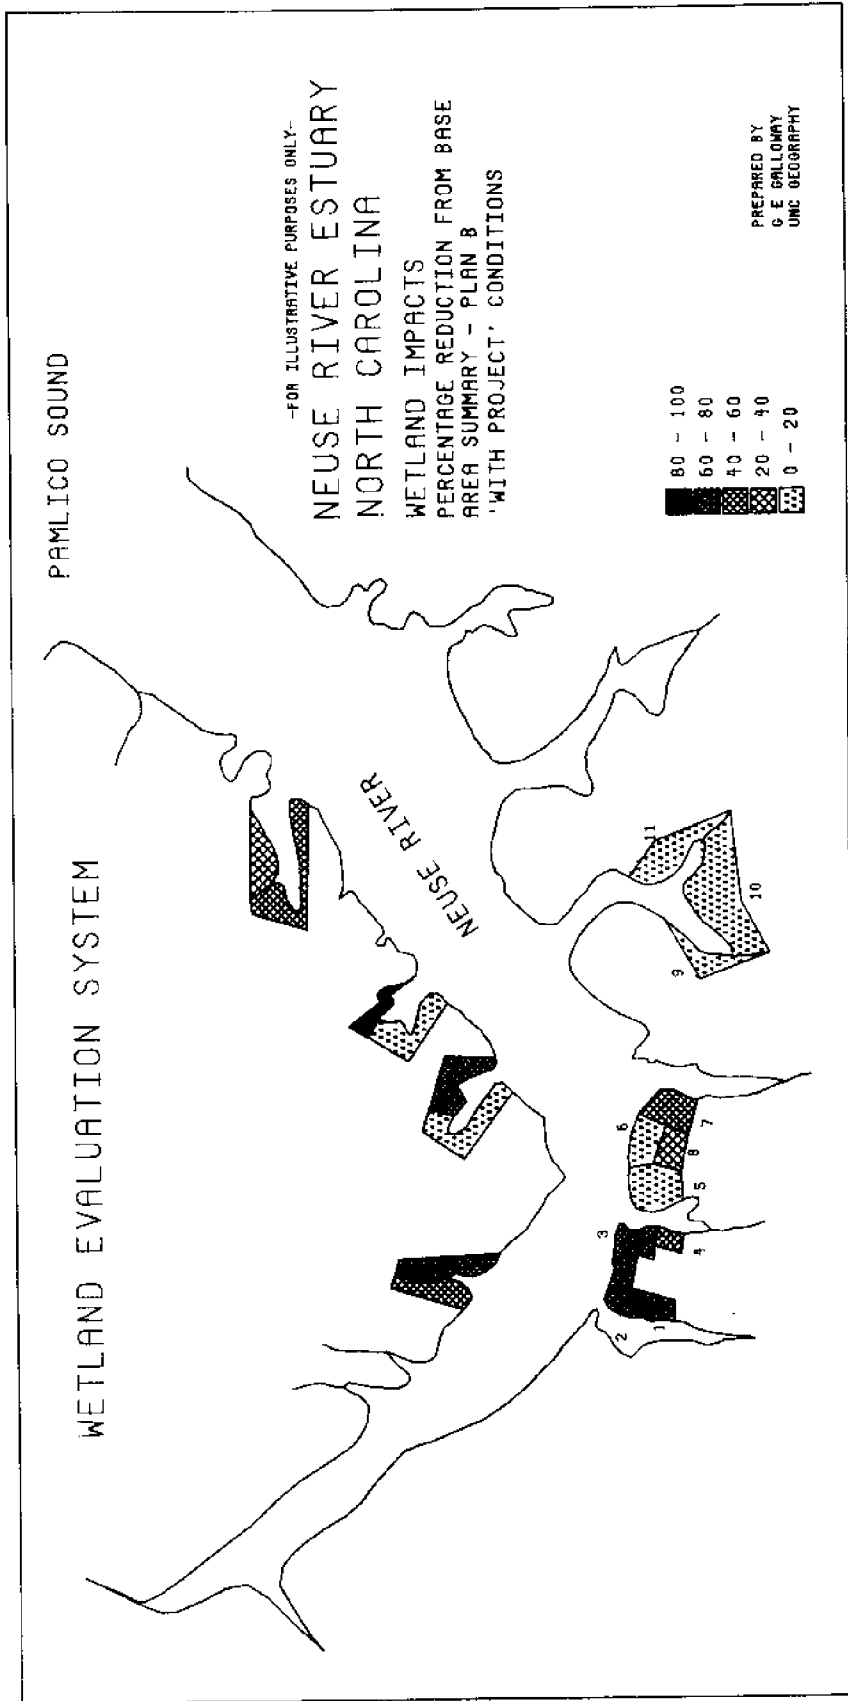 WETLAND EVALUATION SYSTEM
PAMLICO SOUND
-FOR ILLUSTRATIVE PURPOSES ONLY-
NEUSE RIVER ESTUARY
NORTH CAROLINA
WETLAND IMPACTS
PERCENTAGE REDUCTION FROM BASE
AREA SUMMARY - PLAN B
'WITH PROJECT' CONDITIONS
NEUSE RIVER
80 - 100
60 - 80
40 - 60
20 - 40
0 - 20
PREPARED BY
G E GALLOWAY
UNC GEOGRAPHY
1
2
3
4
5
6
7
8
9
10
11